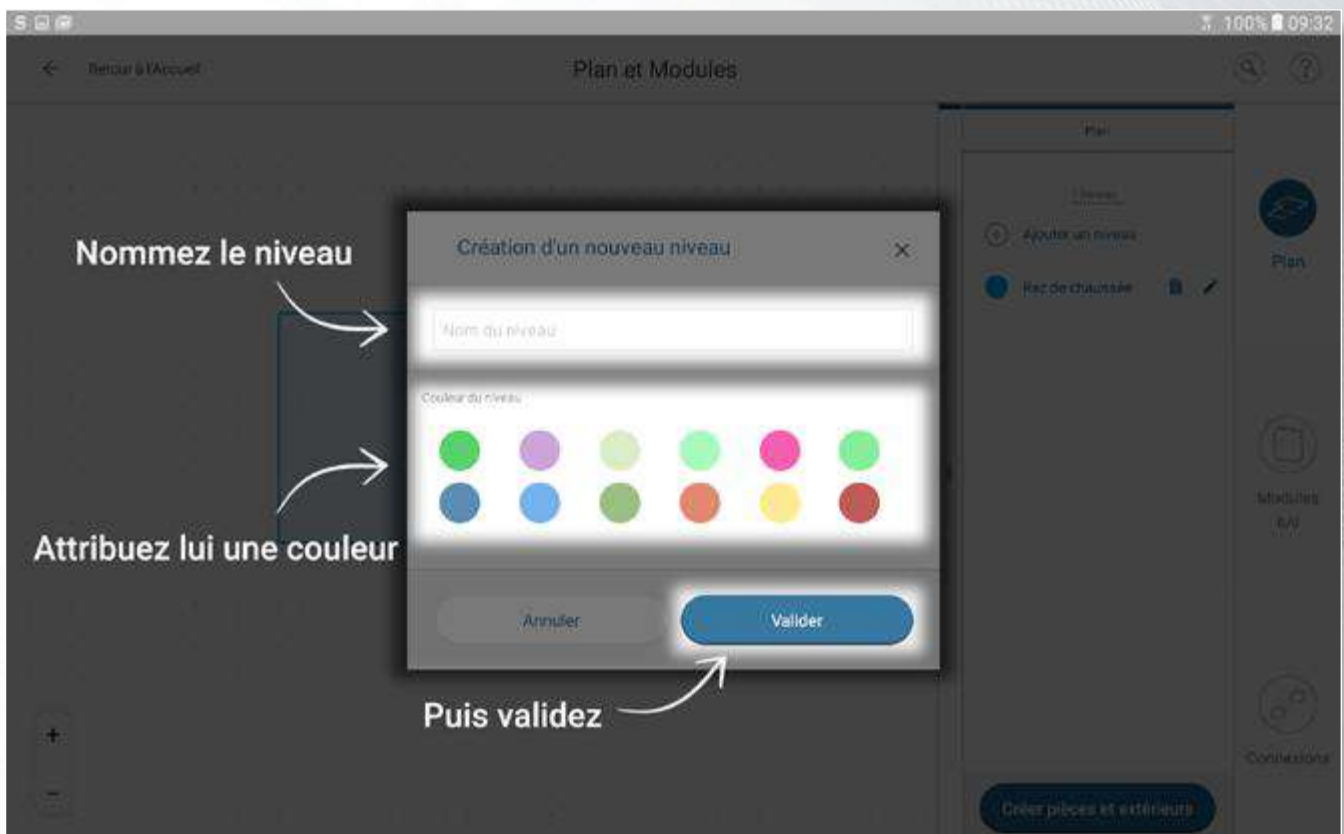 100% 09:32
Retour à l'Accueil
Plan et Modules
Plan
Nommez le niveau
Création d'un nouveau niveau
Ajouter un niveau
Plan
Rez de chaussée
Nom du niveau
Couleur du niveau
Modules
Attribuez lui une couleur
Annuler
Valider
Puis validez
Connexions
Créer pièces et extérieurs